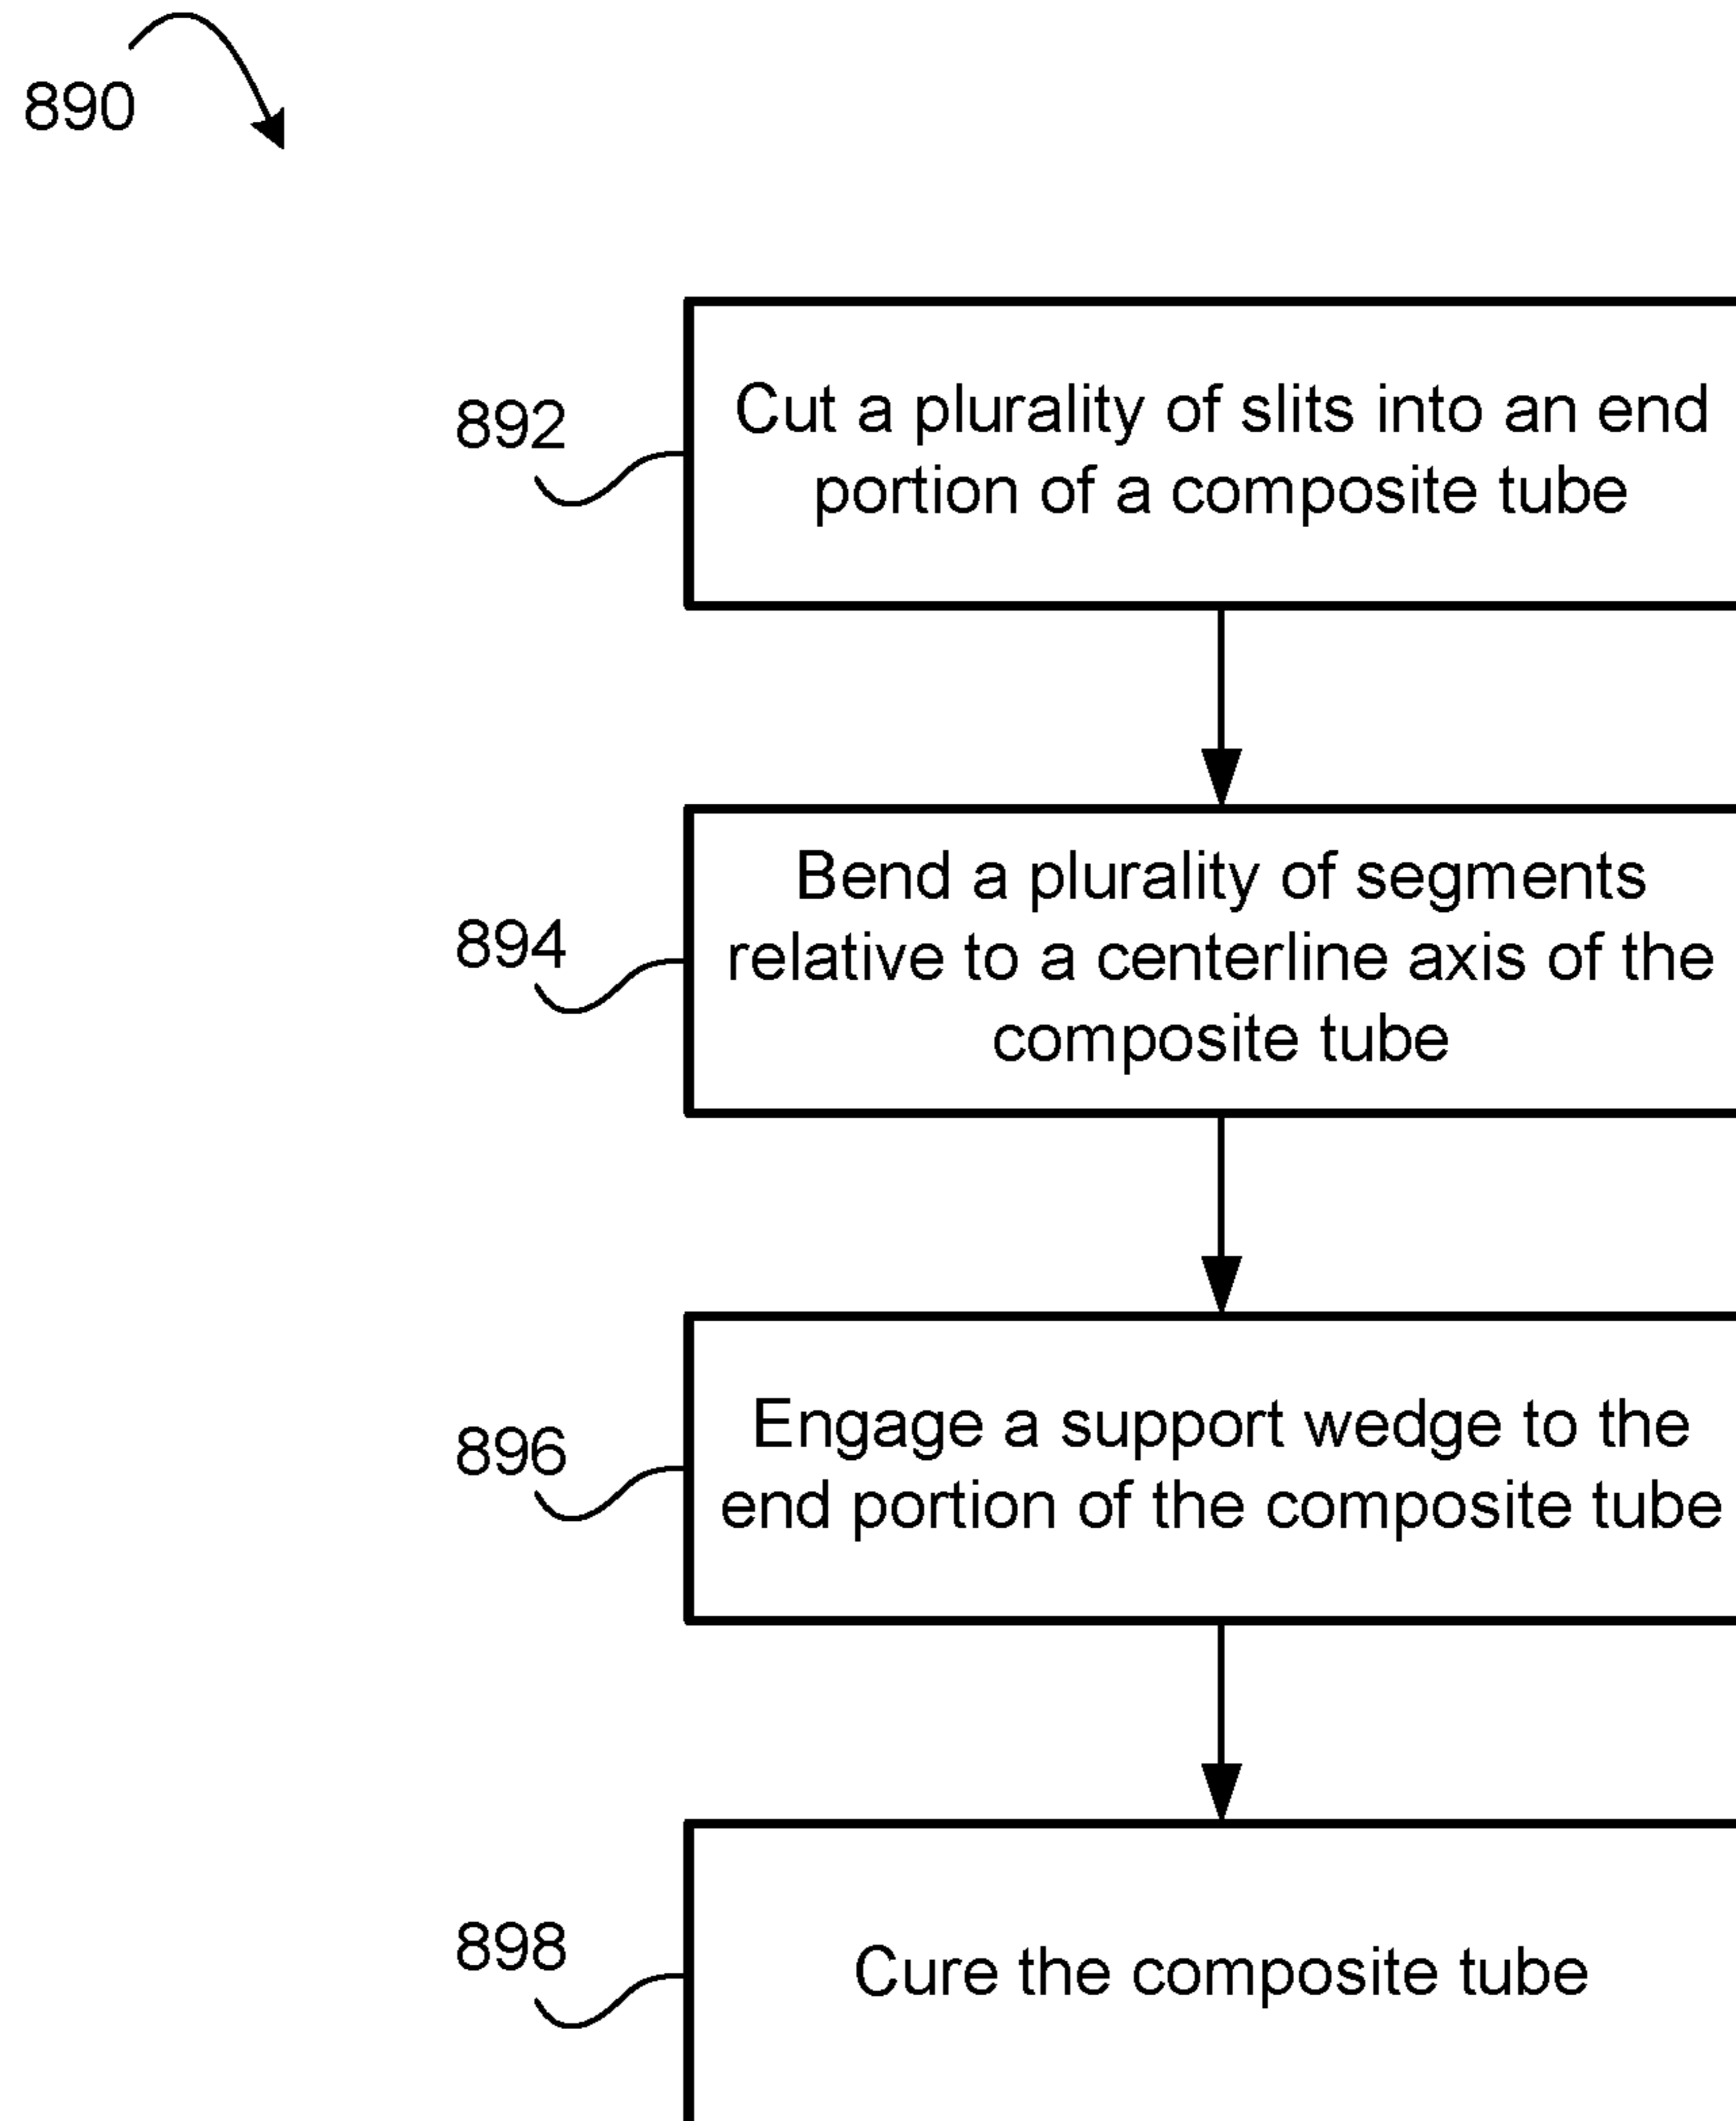 890
892
Cut a plurality of slits into an end
portion of a composite tube
894
Bend a plurality of segments
relative to a centerline axis of the
composite tube
896
Engage a support wedge to the
end portion of the composite tube
898
Cure the composite tube